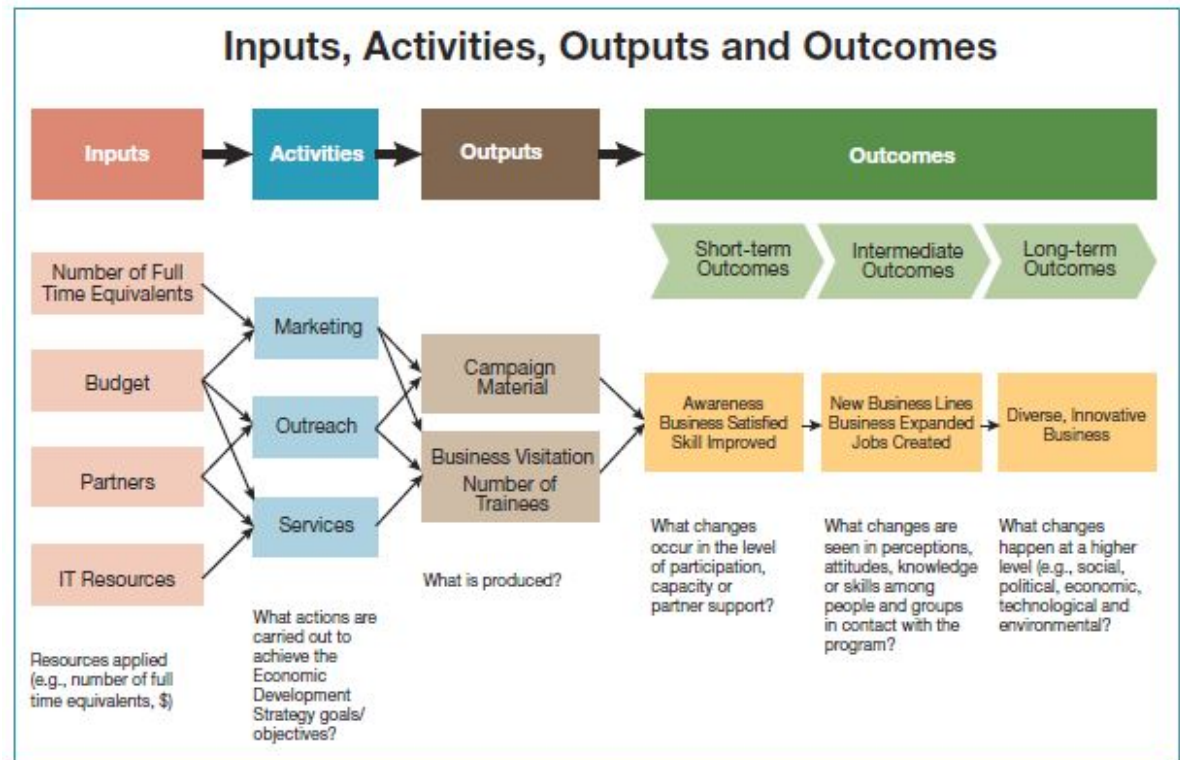 Inputs, Activities, Outputs and Outcomes
Inputs
Activities
Outputs
Outcomes
Short-term
Outcomes
Intermediate
Outcomes
Long-term
Outcomes
Number of Full
Time Equivalents
Budget
Partners
IT Resources
Resources applied
(e.g., number of full
time equivalents, $)
Marketing
Outreach
Services
What actions are
carried out to
achieve the
Economic
Development
Strategy goals/
objectives?
Campaign
Material
Business Visitation
Number of
Trainees
What is produced?
Awareness
Business Satisfied
Skill Improved
What changes
occur in the level
of participation,
capacity or
partner support?
New Business Lines
Business Expanded
Jobs Created
What changes are
seen in perceptions,
attitudes, knowledge
or skills among
people and groups
in contact with the
program?
Diverse, Innovative
Business
What changes
happen at a higher
level (e.g., social,
political, economic,
technological and
environmental?